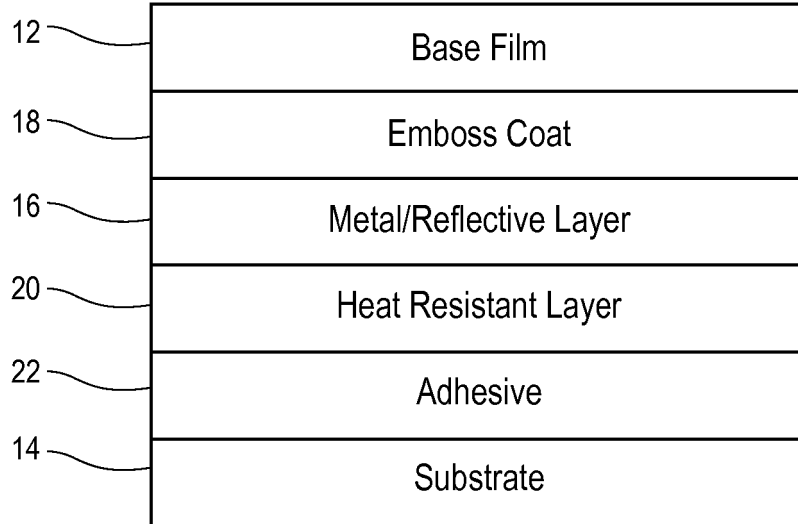 12 Base Film
18 Emboss Coat
16 Metal/Reflective Layer
20 Heat Resistant Layer
22 Adhesive
14 Substrate